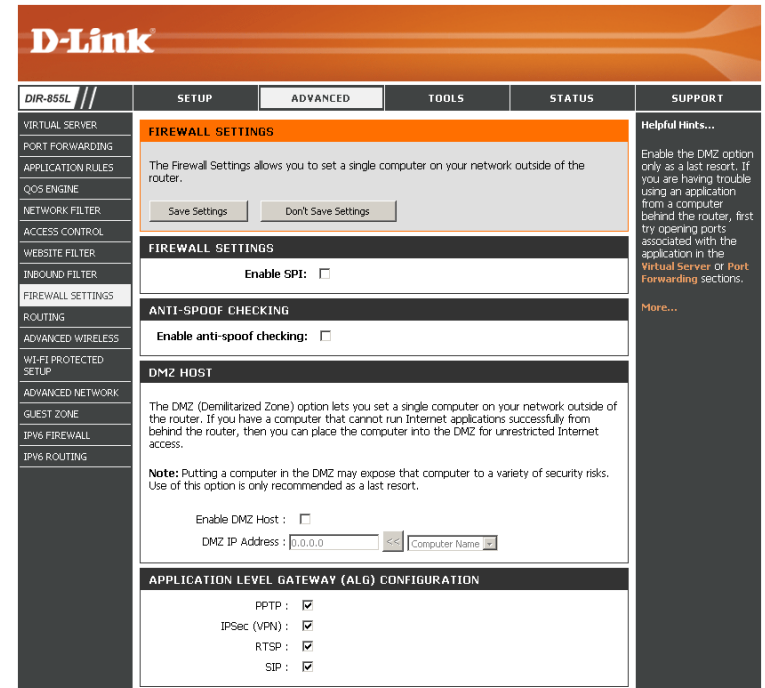 D-Link
DIR-855L
SETUP
ADVANCED
TOOLS
STATUS
SUPPORT
VIRTUAL SERVER
PORT FORWARDING
APPLICATION RULES
QOS ENGINE
NETWORK FILTER
ACCESS CONTROL
WEBSITE FILTER
INBOUND FILTER
FIREWALL SETTINGS
ROUTING
ADVANCED WIRELESS
WI-FI PROTECTED
SETUP
ADVANCED NETWORK
GUEST ZONE
IPV6 FIREWALL
IPV6 ROUTING
FIREWALL SETTINGS
The Firewall Settings allows you to set a single computer on your network outside of the
router.
Save Settings
Don't Save Settings
FIREWALL SETTINGS
Enable SPI:
ANTI-SPOOF CHECKING
Enable anti-spoof checking:
DMZ HOST
The DMZ (Demilitarized Zone) option lets you set a single computer on your network outside of
the router. If you have a computer that cannot run Internet applications successfully from
behind the router, then you can place the computer into the DMZ for unrestricted Internet
access.
Note: Putting a computer in the DMZ may expose that computer to a variety of security risks.
Use of this option is only recommended as a last resort.
Enable DMZ Host :
DMZ IP Address : 0.0.0.0 << Computer Name
APPLICATION LEVEL GATEWAY (ALG) CONFIGURATION
PPTP :
IPSec (VPN) :
RTSP :
SIP :
Helpful Hints...
Enable the DMZ option
only as a last resort. If
you are having trouble
using an application
from a computer
behind the router, first
try opening ports
associated with the
application in the
Virtual Server or Port
Forwarding sections.
More...